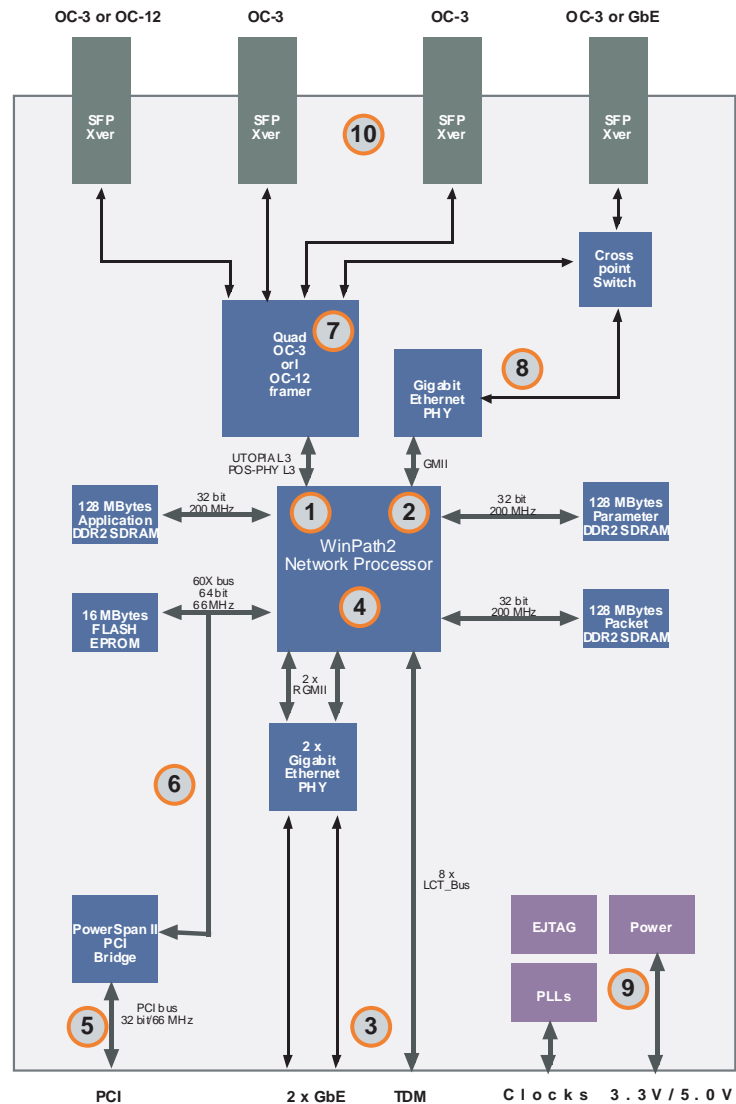 OC-3 or OC-12
OC-3
OC-3
OC-3 or GbE
SFP
Xver
SFP
Xver
10
SFP
Xver
SFP
Xver
Cross
point
Switch
7
Quad
OC-3
orl
OC-12
framer
8
Gigabit
Ethernet
PHY
UTOPIA L3
POS-PHY L3
GMII
128 MBytes
Application
DDR2 SDRAM
32 bit
200 MHz
1
2
WinPath2
Network Processor
4
32 bit
200 MHz
128 MBytes
Parameter
DDR2 SDRAM
16 MBytes
FLASH
EPROM
60X bus
64 bit
66 MHz
32 bit
200 MHz
128 MBytes
Packet
DDR2 SDRAM
2 x
RGMII
2 x
Gigabit
Ethernet
PHY
6
8 x
LCT_Bus
PowerSpan II
PCI
Bridge
EJTAG
Power
PLLs
9
5
PCI bus
32 bit/66 MHz
3
PCI
2 x GbE
TDM
Clocks
3.3V/5.0V